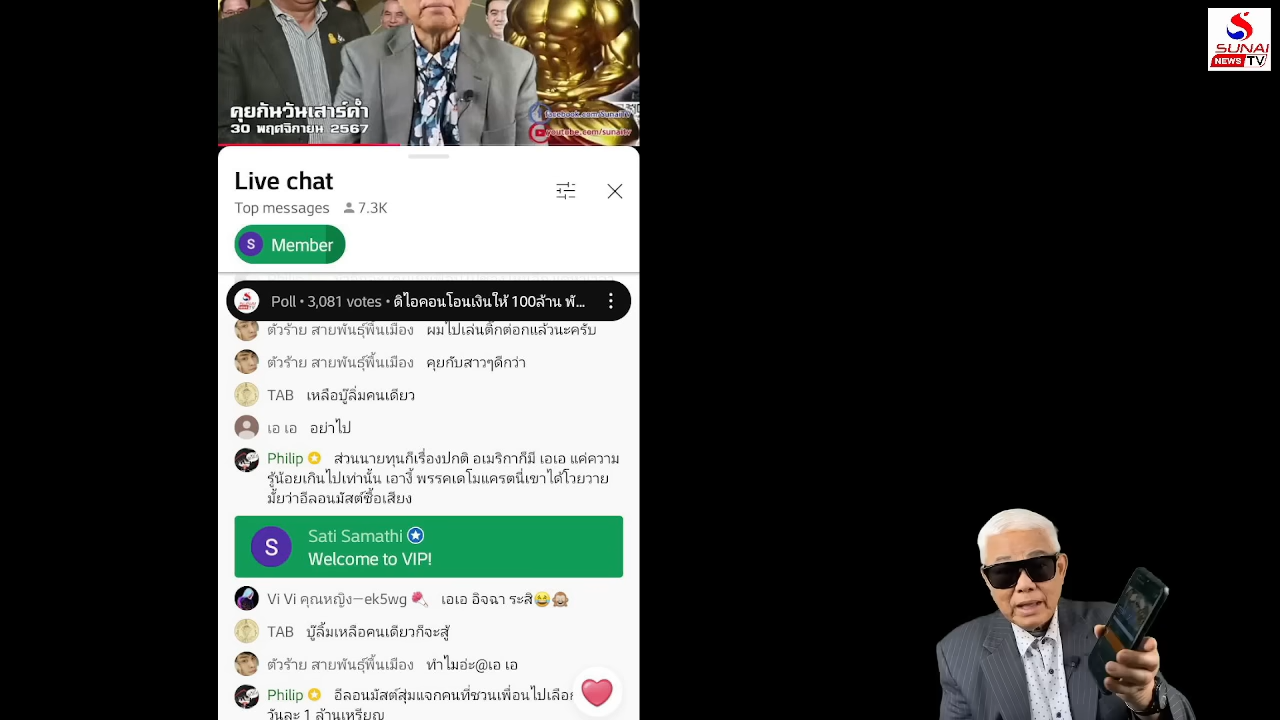 SUNAI
NEWS TV
คุยกันวันเสาร์ค่ำ
30 พฤศจิกายน 2567
facebook.com/SunaiTV
youtube.com/sunaitv
Live chat
Top messages 7.3K
S Member
Poll • 3,081 votes • ดิไอคอนโอนเงินให้ 100ล้าน พั...
ตัวร้าย สายพันธุ์พื้นเมือง ผมไปเล่นติ๊กต่อกแล้วนะครับ
ตัวร้าย สายพันธุ์พื้นเมือง คุยกับสาวๆดีกว่า
TAB เหลือบู๊ลิ่มคนเดียว
เอ เอ อย่าไป
Philip ส่วนนายทุนก็เรื่องปกติ อเมริกาก็มี เอเอ แค่ความ
รู้น้อยเกินไปเท่านั้น เอางี้ พรรคเดโมแครตนี่เขาได้โวยวาย
มั้ยว่าอีลอนมัสต์ซื้อเสียง
S Sati Samathi
Welcome to VIP!
Vi Vi คุณหญิง—ek5wg เอเอ อิจฉา ระสิ😂🙈
TAB บู๊ลิ้มเหลือคนเดียวก็จะสู้
ตัวร้าย สายพันธุ์พื้นเมือง ทำไมอ่ะ@เอ เอ
Philip อีลอนมัสต์สุ่มแจกคนที่ชวนเพื่อนไปเลือก
วันละ 1 ล้านเหรียญ